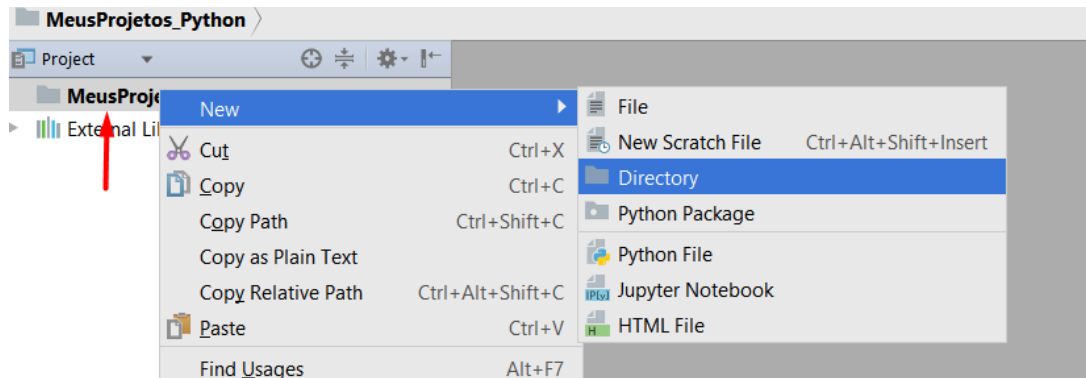 MeusProjetos_Python
Project
MeusProje
External Li
New
Cut Ctrl+X
Copy Ctrl+C
Copy Path Ctrl+Shift+C
Copy as Plain Text
Copy Relative Path Ctrl+Alt+Shift+C
Paste Ctrl+V
Find Usages Alt+F7
File
New Scratch File Ctrl+Alt+Shift+Insert
Directory
Python Package
Python File
IP[y] Jupyter Notebook
H HTML File